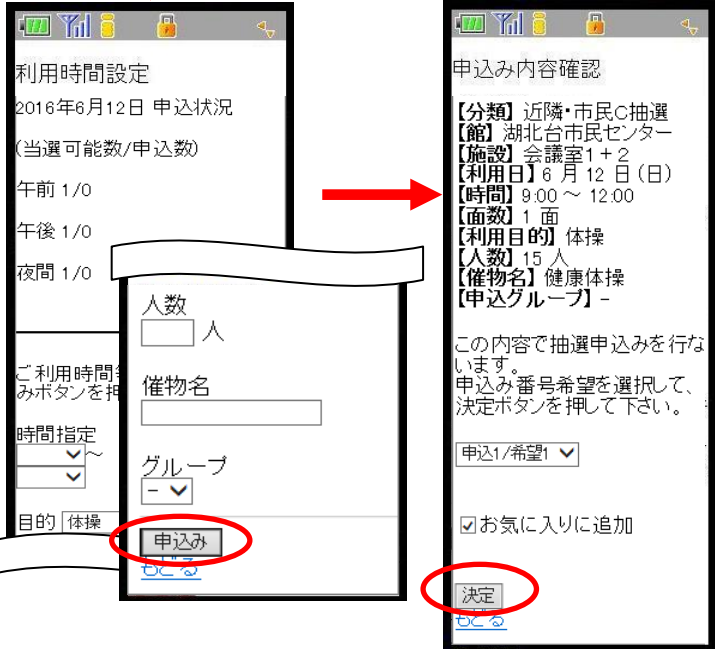 利用時間設定
2016年6月12日 申込状況
(当選可能数/申込数)
午前 1/0
午後 1/0
夜間 1/0
ご利用時間
みボタンを押
時間指定
～
目的 体操
人数
人
催物名
グループ
-
申込み
もどる
申込み内容確認
【分類】近隣・市民C抽選
【館】湖北台市民センター
【施設】会議室1+2
【利用日】6 月 12 日(日)
【時間】9:00 ～ 12:00
【面数】1 面
【利用目的】体操
【人数】15 人
【催物名】健康体操
【申込グループ】-
この内容で抽選申込みを行な
います。
申込み番号希望を選択して、
決定ボタンを押して下さい。
申込1/希望1
お気に入りに追加
決定
もどる